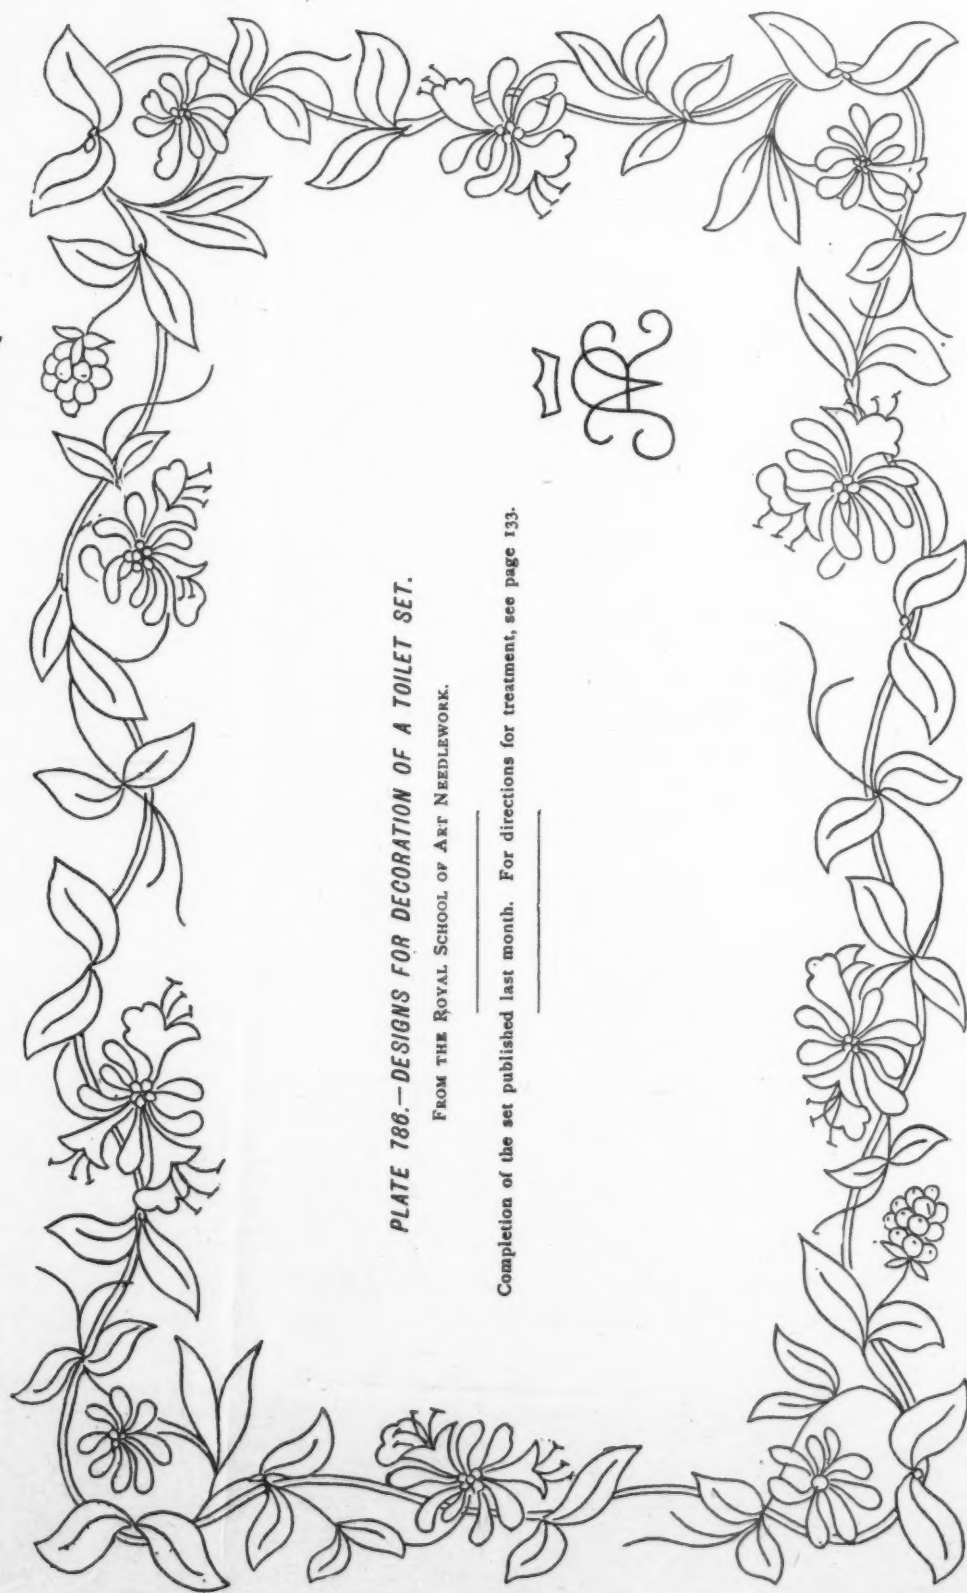 PLATE 786.—DESIGNS FOR DECORATION OF A TOILET SET.
FROM THE ROYAL SCHOOL OF ART NEEDLEWORK.
Completion of the set published last month. For directions for treatment, see page 133.